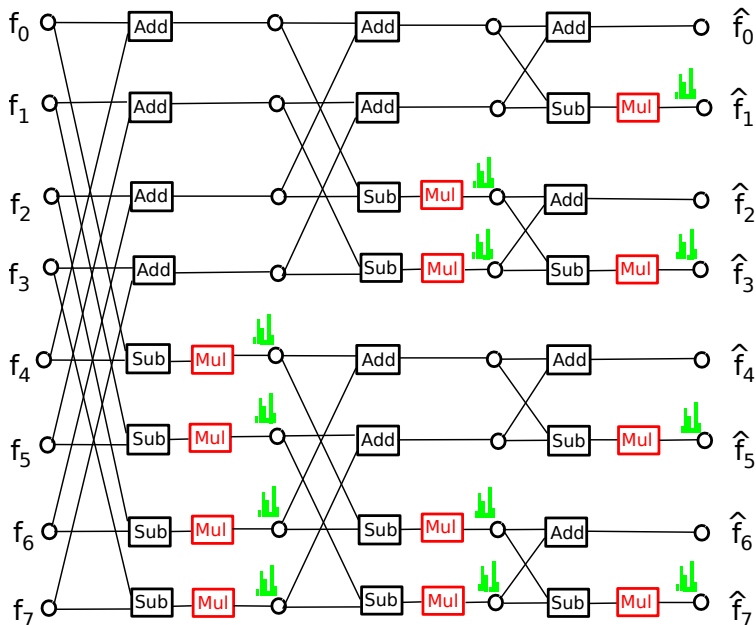 f0 Add Add Add f̂0
f1 Add Add Sub Mul f̂1
f2 Add Sub Mul Add f̂2
f3 Add Sub Mul Sub Mul f̂3
f4 Sub Mul Add Add f̂4
f5 Sub Mul Add Sub Mul f̂5
f6 Sub Mul Sub Mul Add f̂6
f7 Sub Mul Sub Mul Sub Mul f̂7